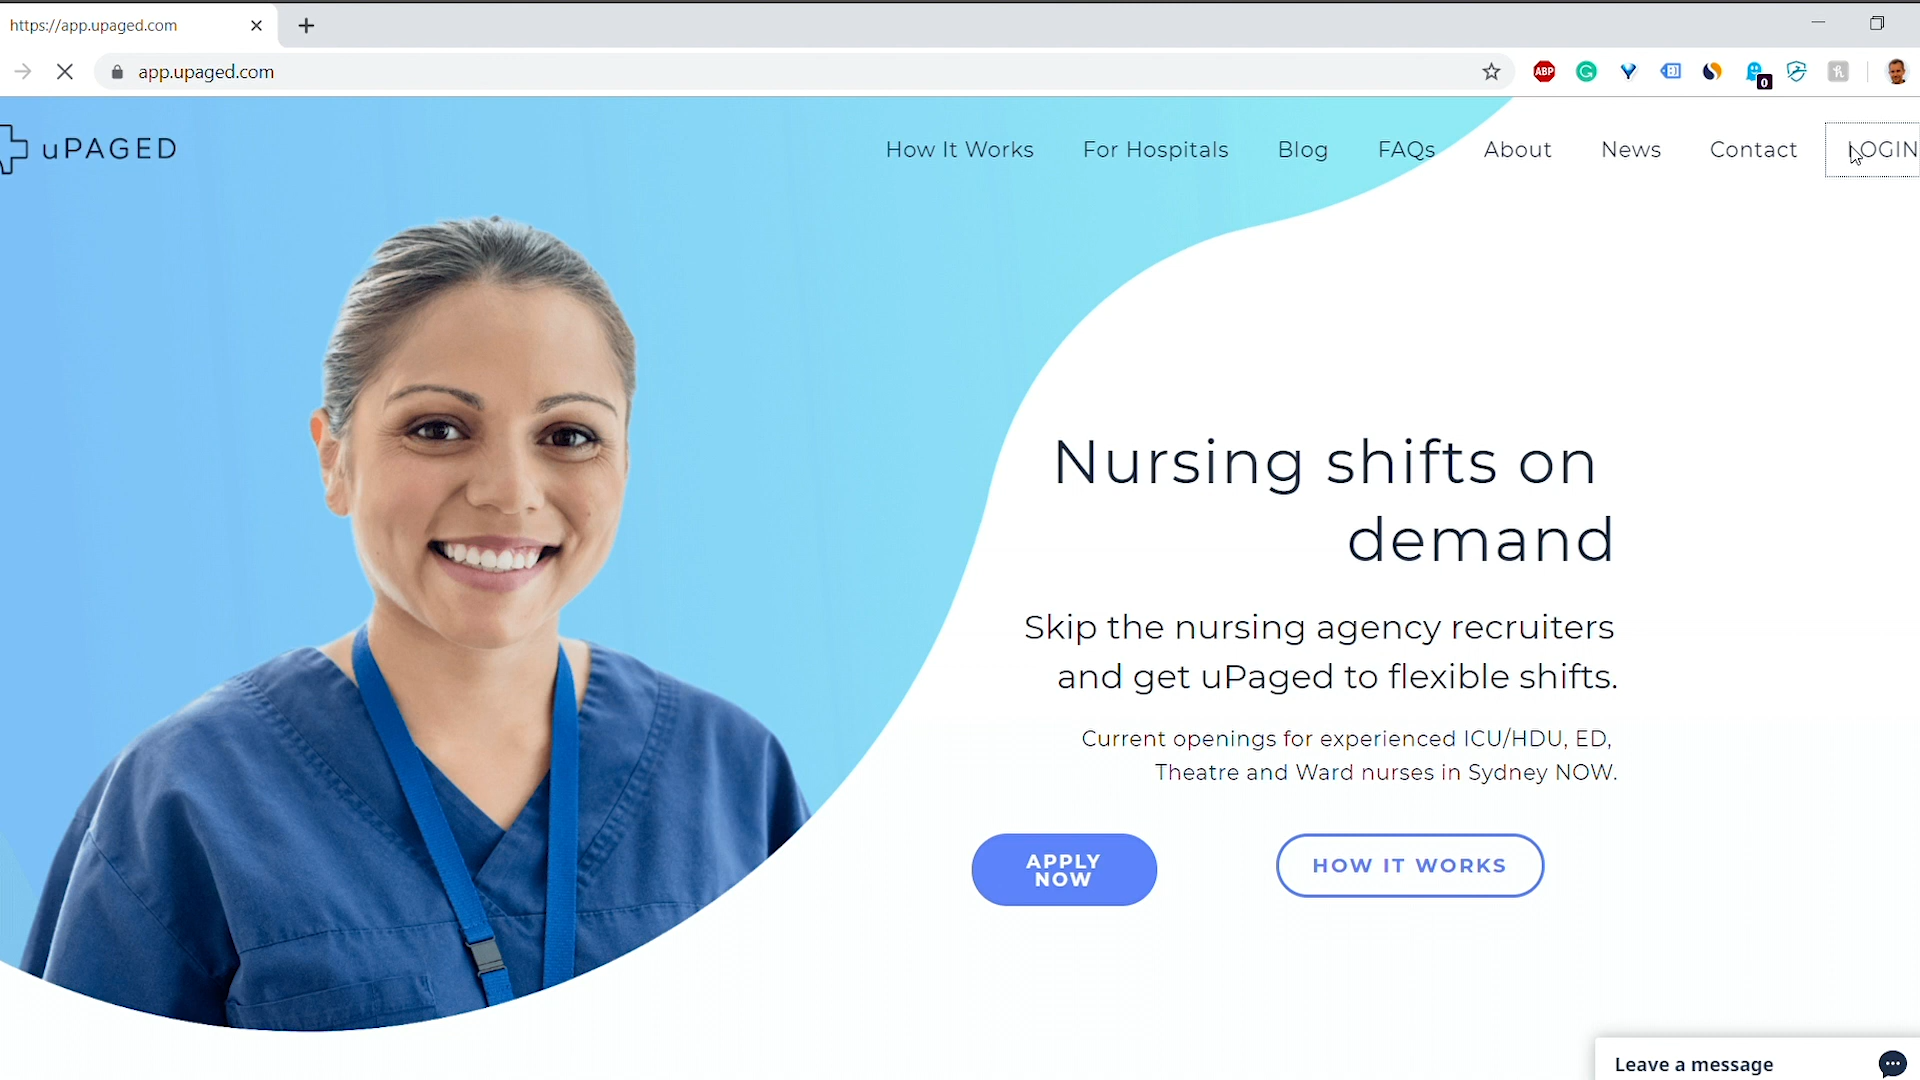 https://app.upaged.com
app.upaged.com
ABP
0
uPAGED
How It Works
For Hospitals
Blog
FAQs
About
News
Contact
LOGIN
Nursing shifts on
demand
Skip the nursing agency recruiters
and get uPaged to flexible shifts.
Current openings for experienced ICU/HDU, ED,
Theatre and Ward nurses in Sydney NOW.
APPLY
NOW
HOW IT WORKS
Leave a message